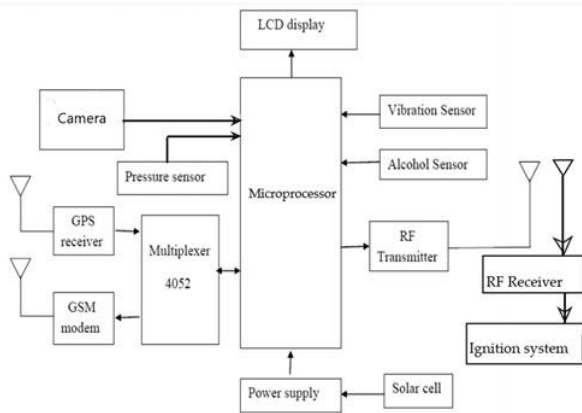 LCD display
Camera
Vibration Sensor
Pressure sensor
Alcohol Sensor
Microprocessor
GPS
receiver
Multiplexer
4052
RF
Transmitter
GSM
modem
RF Receiver
Ignition system
Power supply
Solar cell